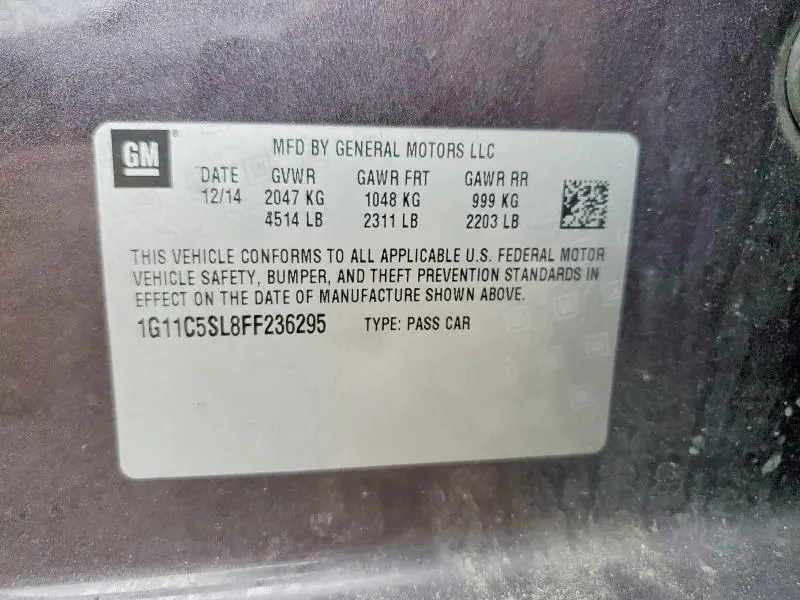 GM® MFD BY GENERAL MOTORS LLC
DATE GVWR GAWR FRT GAWR RR
12/14 2047 KG 1048 KG 999 KG
4514 LB 2311 LB 2203 LB
THIS VEHICLE CONFORMS TO ALL APPLICABLE U.S. FEDERAL MOTOR
VEHICLE SAFETY, BUMPER, AND THEFT PREVENTION STANDARDS IN
EFFECT ON THE DATE OF MANUFACTURE SHOWN ABOVE.
1G11C5SL8FF236295 TYPE: PASS CAR